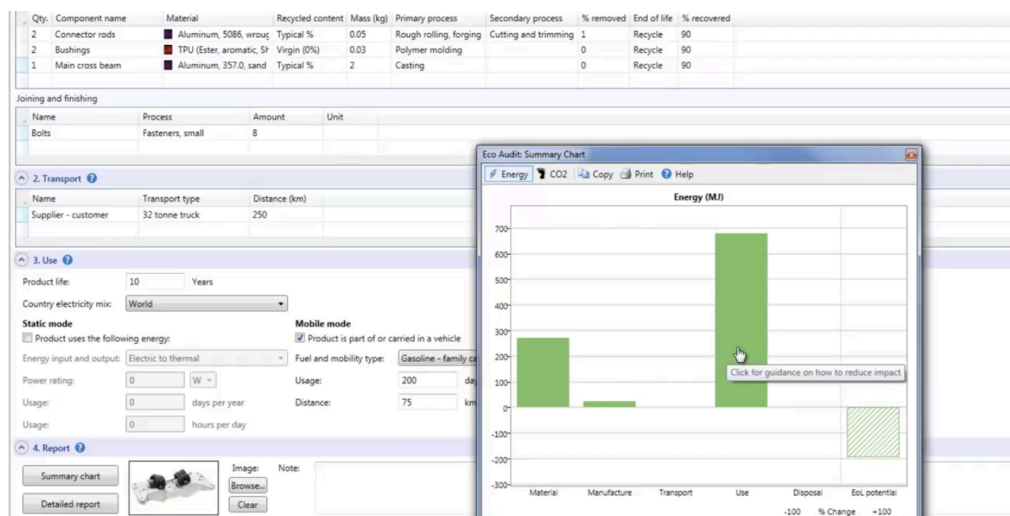 Qty. Component name Material Recycled content Mass (kg) Primary process Secondary process % removed End of life % recovered
2 Connector rods Aluminum, 5086, wroug Typical % 0.05 Rough rolling, forging Cutting and trimming 1 Recycle 90
2 Bushings TPU (Ester, aromatic, Sh Virgin (0%) 0.03 Polymer molding 0 Recycle 90
1 Main cross beam Aluminum, 357.0, sand Typical % 2 Casting 0 Recycle 90
Joining and finishing
Name Process Amount Unit
Bolts Fasteners, small 8
2. Transport
Name Transport type Distance (km)
Supplier - customer 32 tonne truck 250
3. Use
Product life: 10 Years
Country electricity mix: World
Static mode Mobile mode
Product uses the following energy: Product is part of or carried in a vehicle
Energy input and output: Electric to thermal Fuel and mobility type: Gasoline - family ca
Power rating: 0 W Usage: 200 day
Usage: 0 days per year Distance: 75 km
Usage: 0 hours per day
4. Report
Summary chart Image: Note:
Browse...
Detailed report Clear
Eco Audit: Summary Chart
Energy CO2 Copy Print Help
Energy (MJ)
700
600
500
400
300
200
100
0
-100
-200
-300
Click for guidance on how to reduce impact
Material Manufacture Transport Use Disposal EoL potential
-100 % Change +100